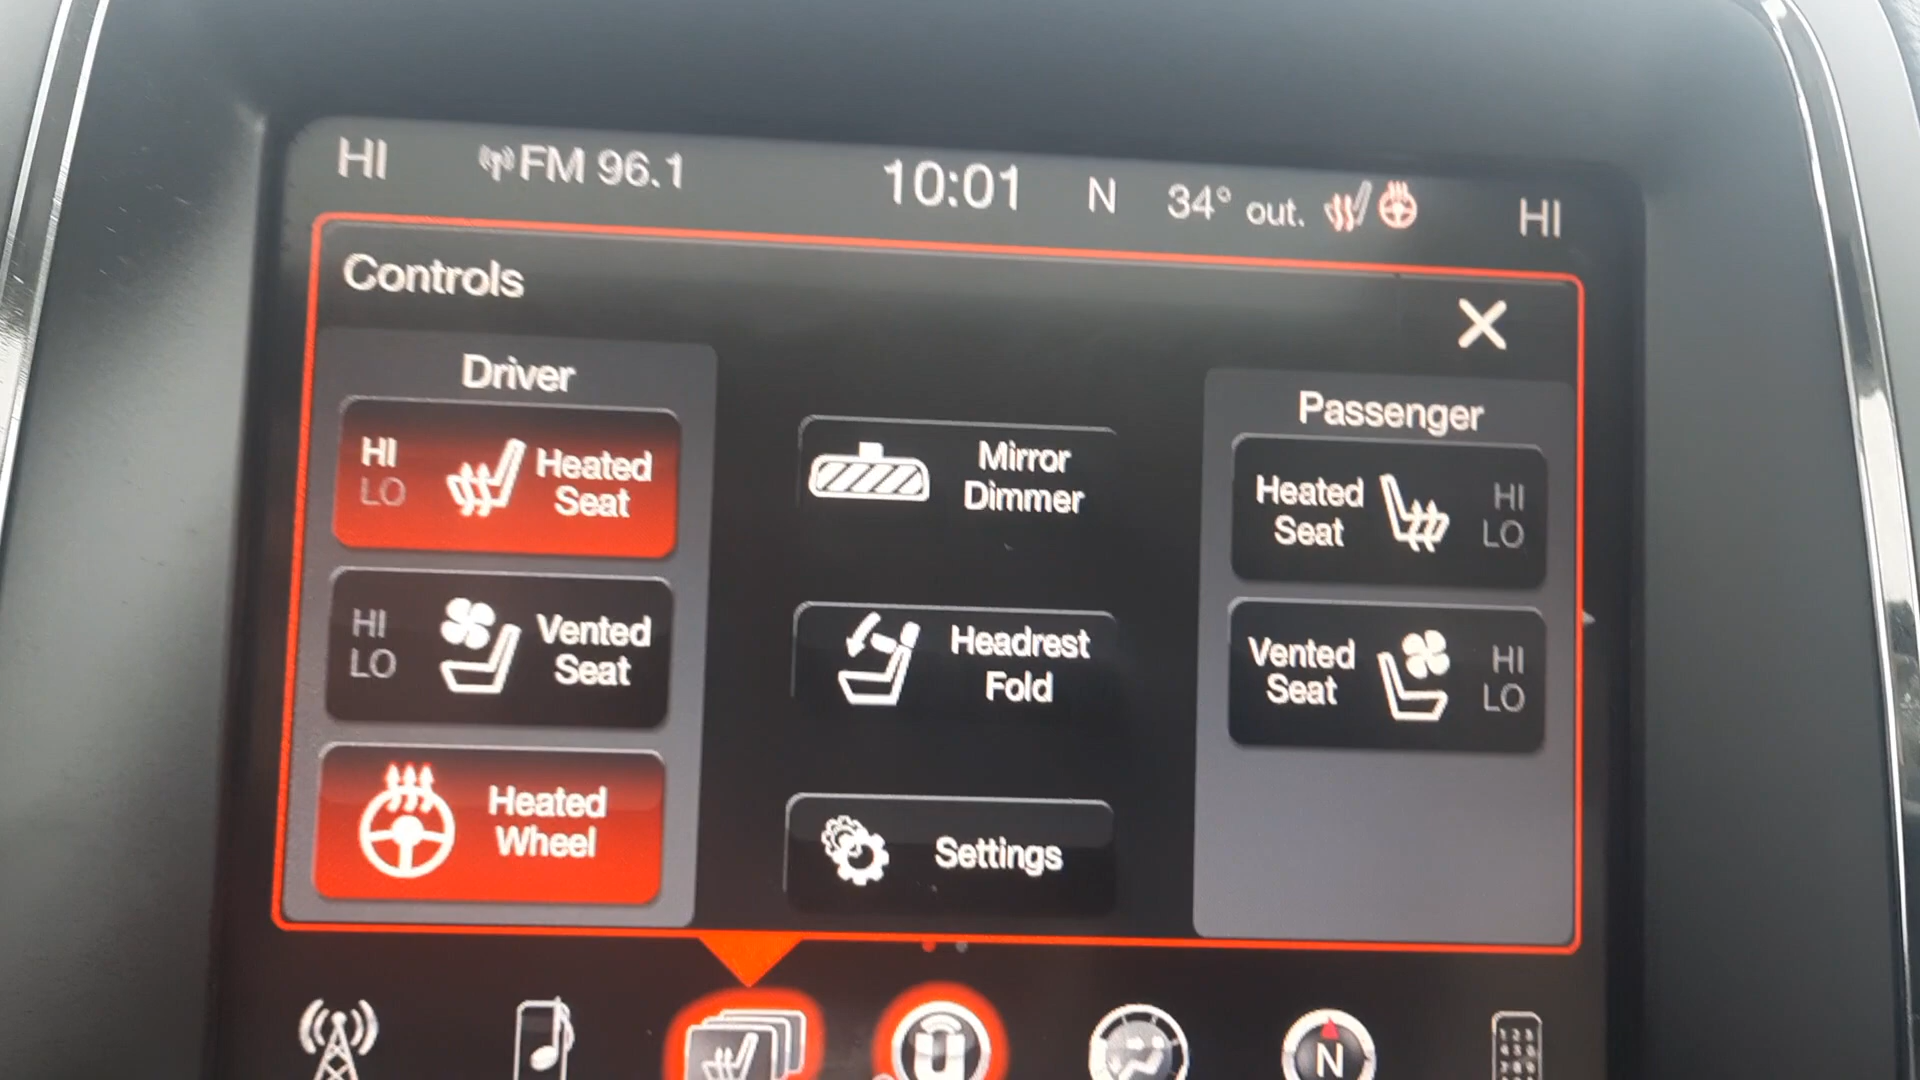 HI FM 96.1 10:01 N 34° out. HI
Controls
Driver
HI
LO
Heated
Seat
HI
LO
Vented
Seat
Heated
Wheel
Mirror
Dimmer
Headrest
Fold
Settings
Passenger
Heated
Seat
HI
LO
Vented
Seat
HI
LO
N